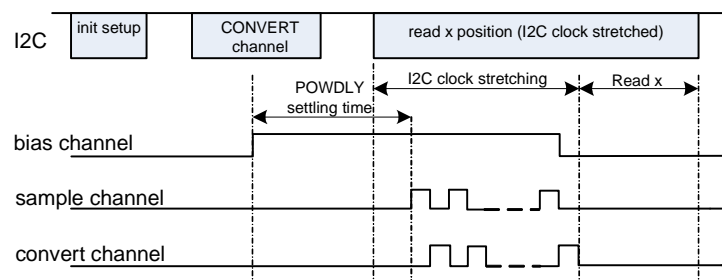 I2C
init setup
CONVERT
channel
read x position (I2C clock stretched)
POWDLY
settling time
I2C clock stretching
Read x
bias channel
sample channel
convert channel